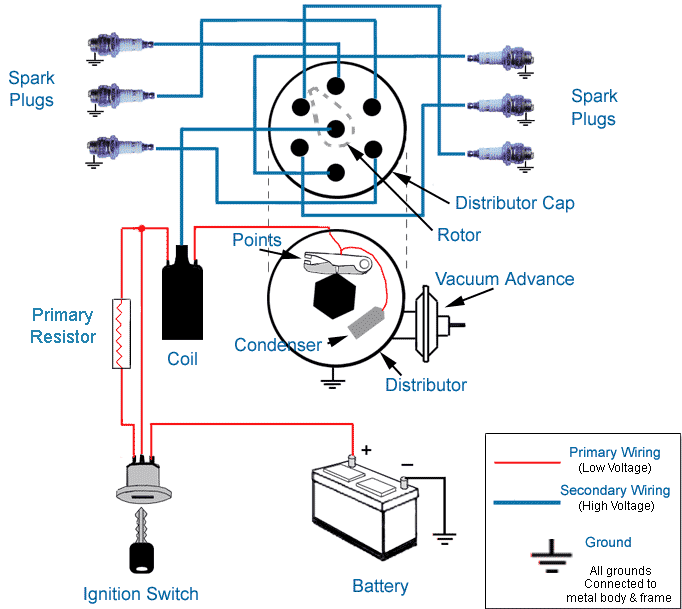 Spark
Plugs
Spark
Plugs
Distributor Cap
Rotor
Points
Vacuum Advance
Primary
Resistor
Coil
Condenser
Distributor
+
−
Ignition Switch
Battery
Primary Wiring
(Low Voltage)
Secondary Wiring
(High Voltage)
Ground
All grounds
Connected to
metal body & frame